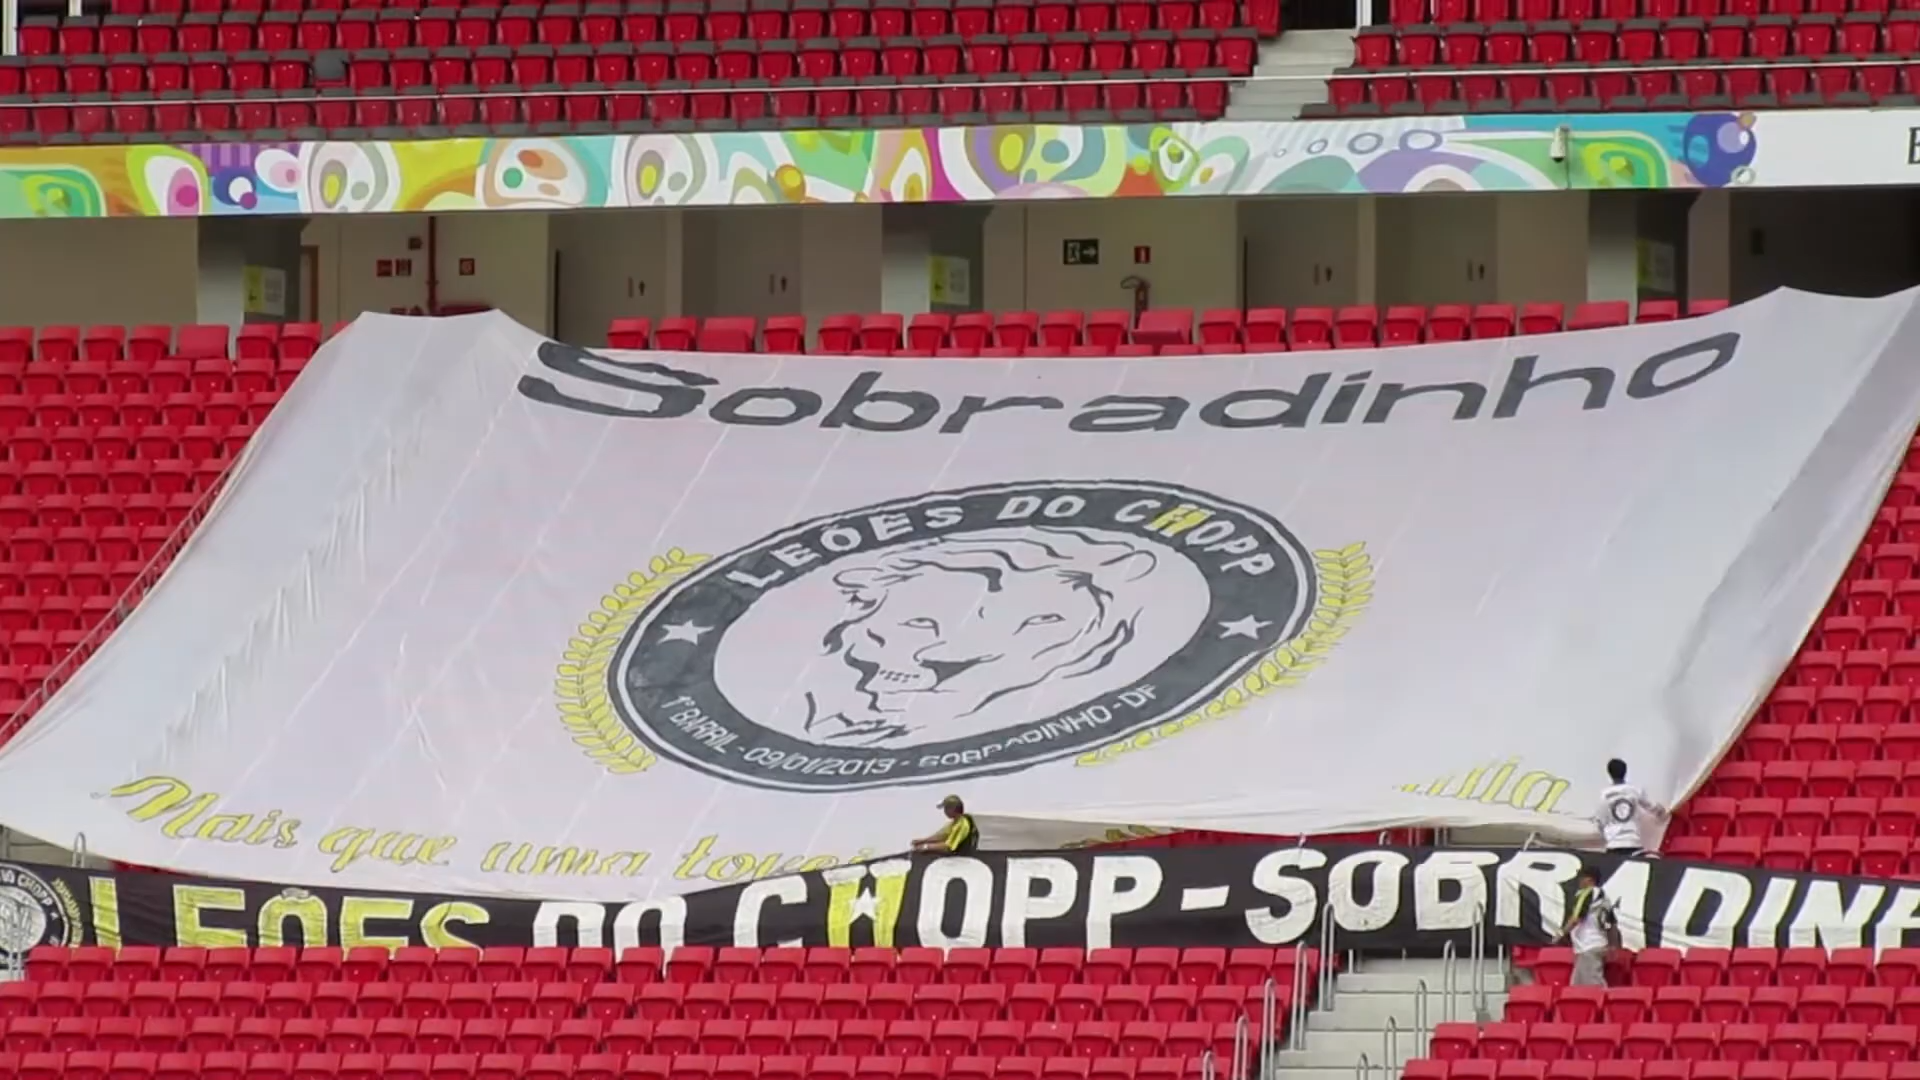 Sobradinho
LEÕES DO CHOPP
1º BARRIL - 09/01/2013 - SOBRADINHO-DF
Mais que uma
LEÕES DO CHOPP - SOBRADINH